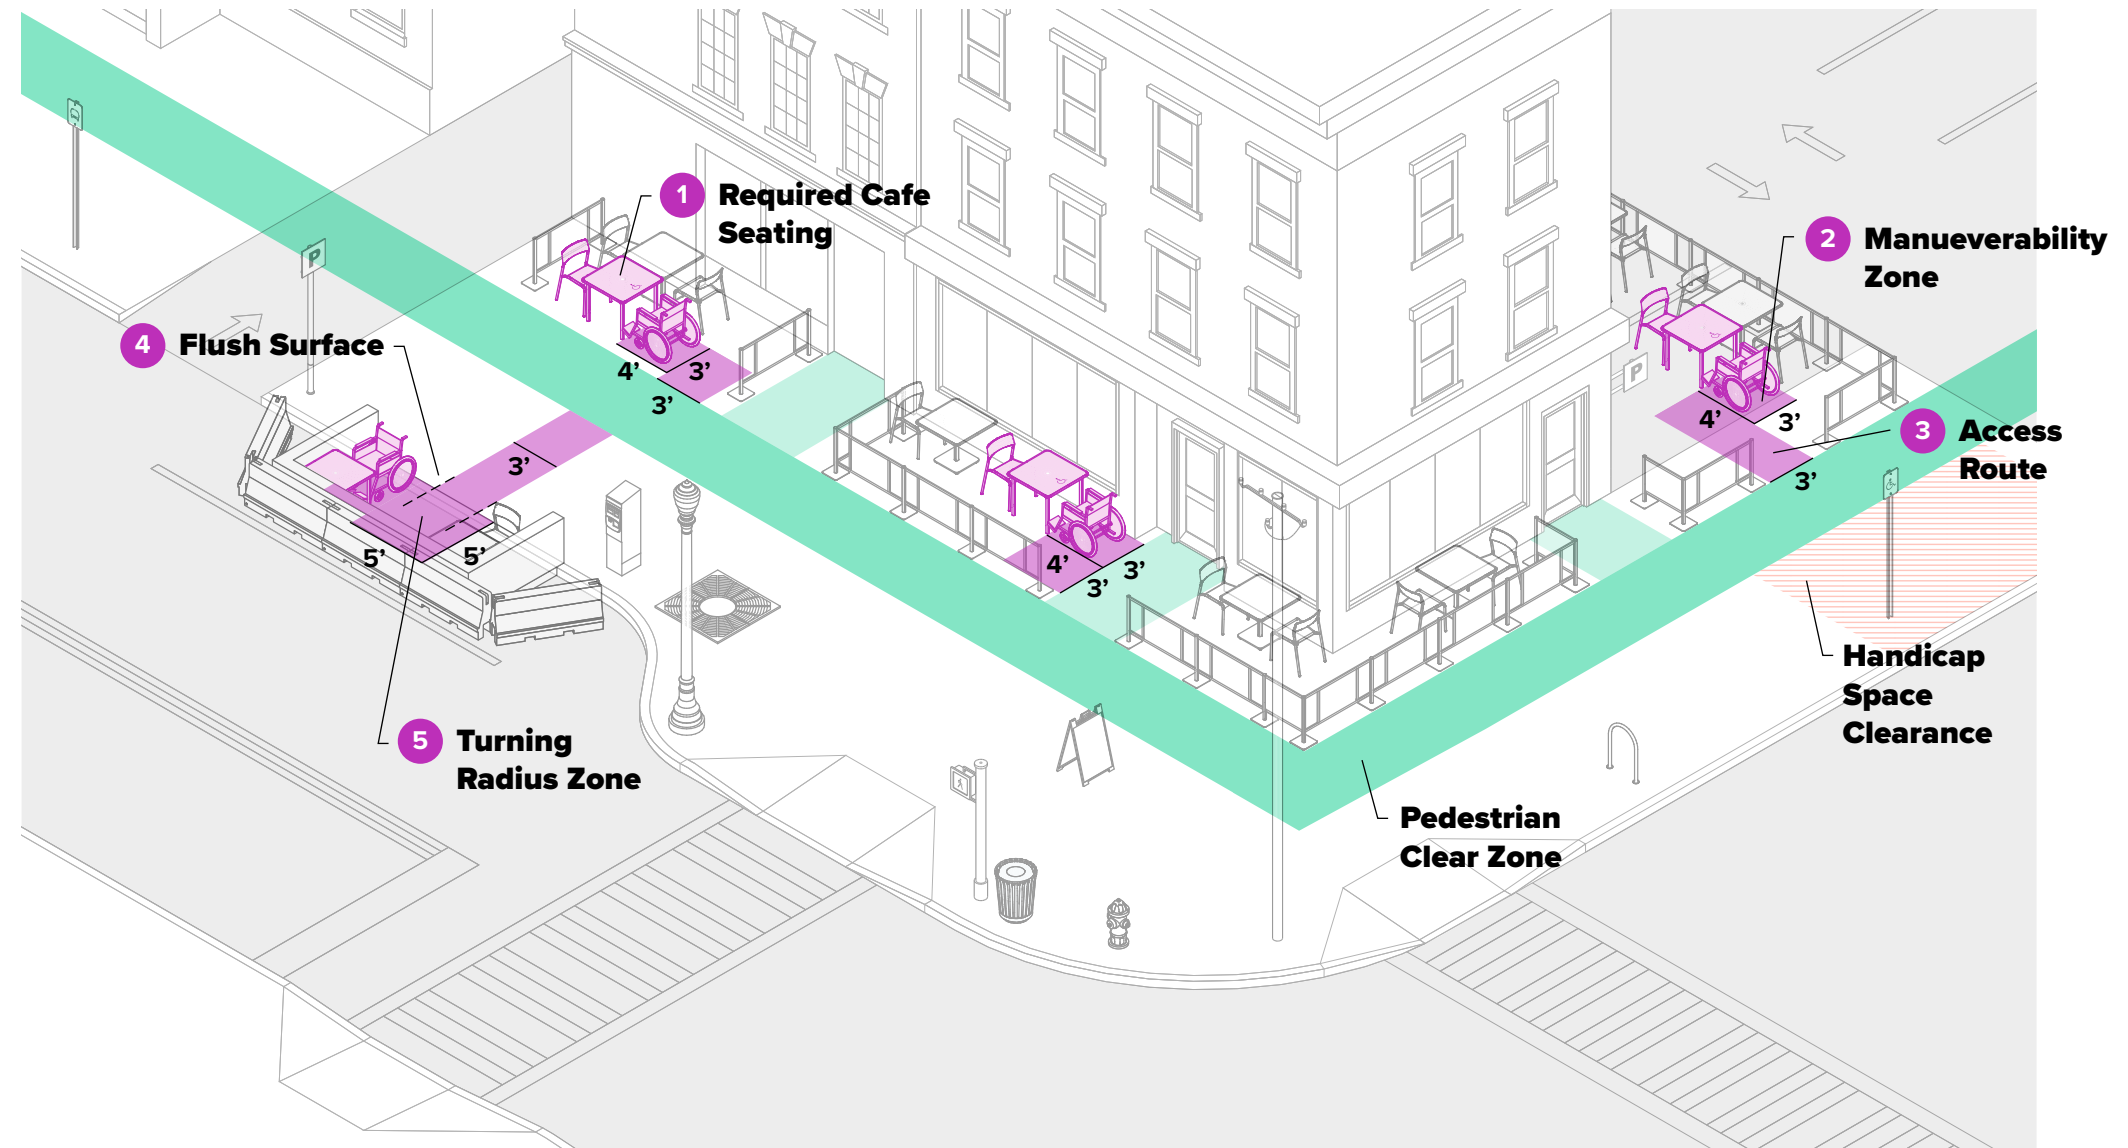 1 Required Cafe
Seating
2 Manueverability
Zone
P
4 Flush Surface
4’ 3’
3’
P
4’ 3’
3 Access
Route
3’
3’
5’ 5’
4’ 3’
3’
Handicap
Space
Clearance
5 Turning
Radius Zone
Pedestrian
Clear Zone